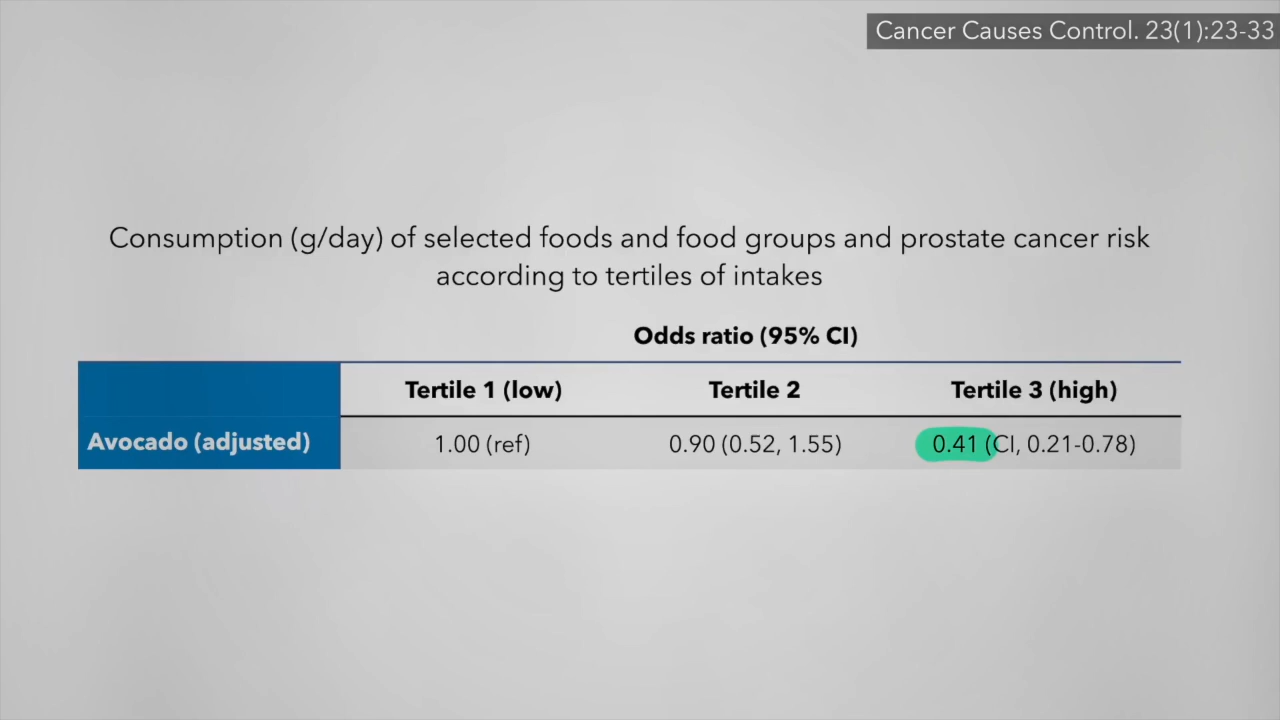 Cancer Causes Control. 23(1):23-33
Consumption (g/day) of selected foods and food groups and prostate cancer risk
according to tertiles of intakes
Odds ratio (95% CI)
Tertile 1 (low) Tertile 2 Tertile 3 (high)
Avocado (adjusted) 1.00 (ref) 0.90 (0.52, 1.55) 0.41 (CI, 0.21-0.78)